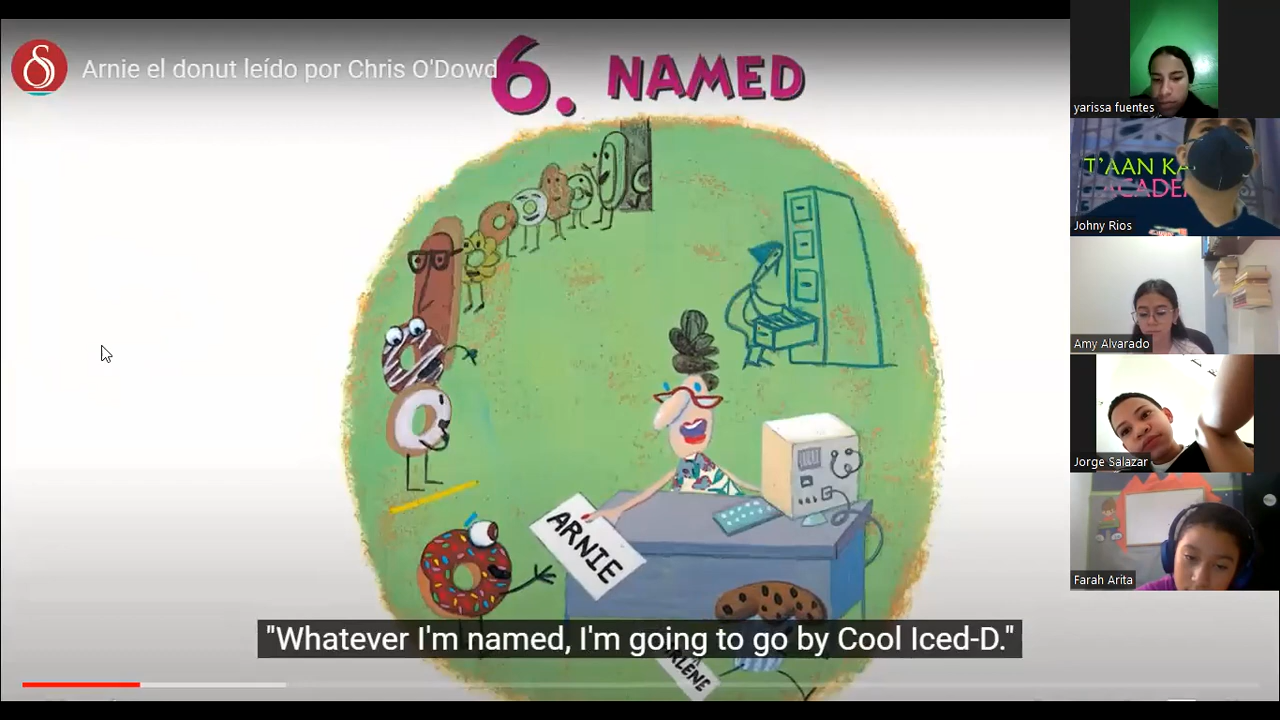 Arnie el donut leído por Chris O'Dowd
6. NAMED
ARNIE
"Whatever I'm named, I'm going to go by Cool Iced-D."
yarissa fuentes
T'AAN KA
ACADE
Johny Rios
Amy Alvarado
Jorge Salazar
Farah Arita